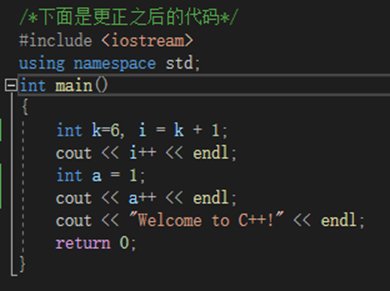 /*下面是更正之后的代码*/
#include <iostream>
using namespace std;
int main()
{
int k=6, i = k + 1;
cout << i++ << endl;
int a = 1;
cout << a++ << endl;
cout << "Welcome to C++!" << endl;
return 0;
}